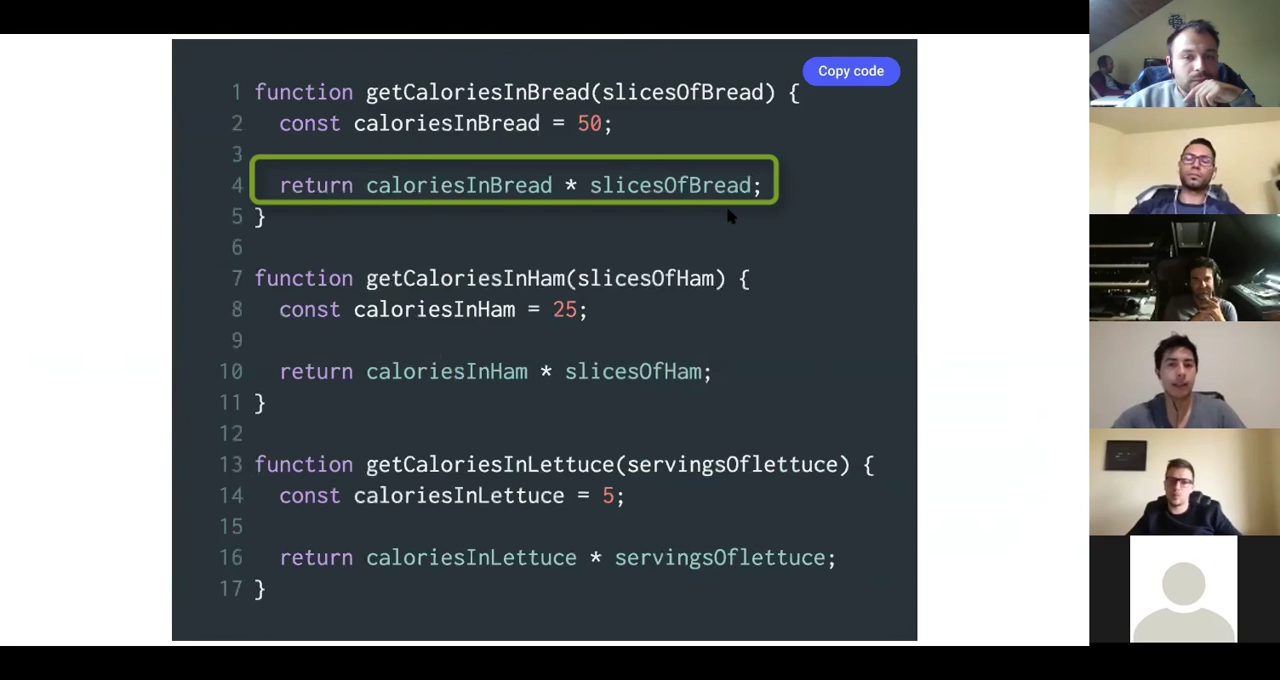 Copy code
1 function getCaloriesInBread(slicesOfBread) {
2 const caloriesInBread = 50;
3
4 return caloriesInBread * slicesOfBread;
5 }
6
7 function getCaloriesInHam(slicesOfHam) {
8 const caloriesInHam = 25;
9
10 return caloriesInHam * slicesOfHam;
11 }
12
13 function getCaloriesInLettuce(servingsOflettuce) {
14 const caloriesInLettuce = 5;
15
16 return caloriesInLettuce * servingsOflettuce;
17 }